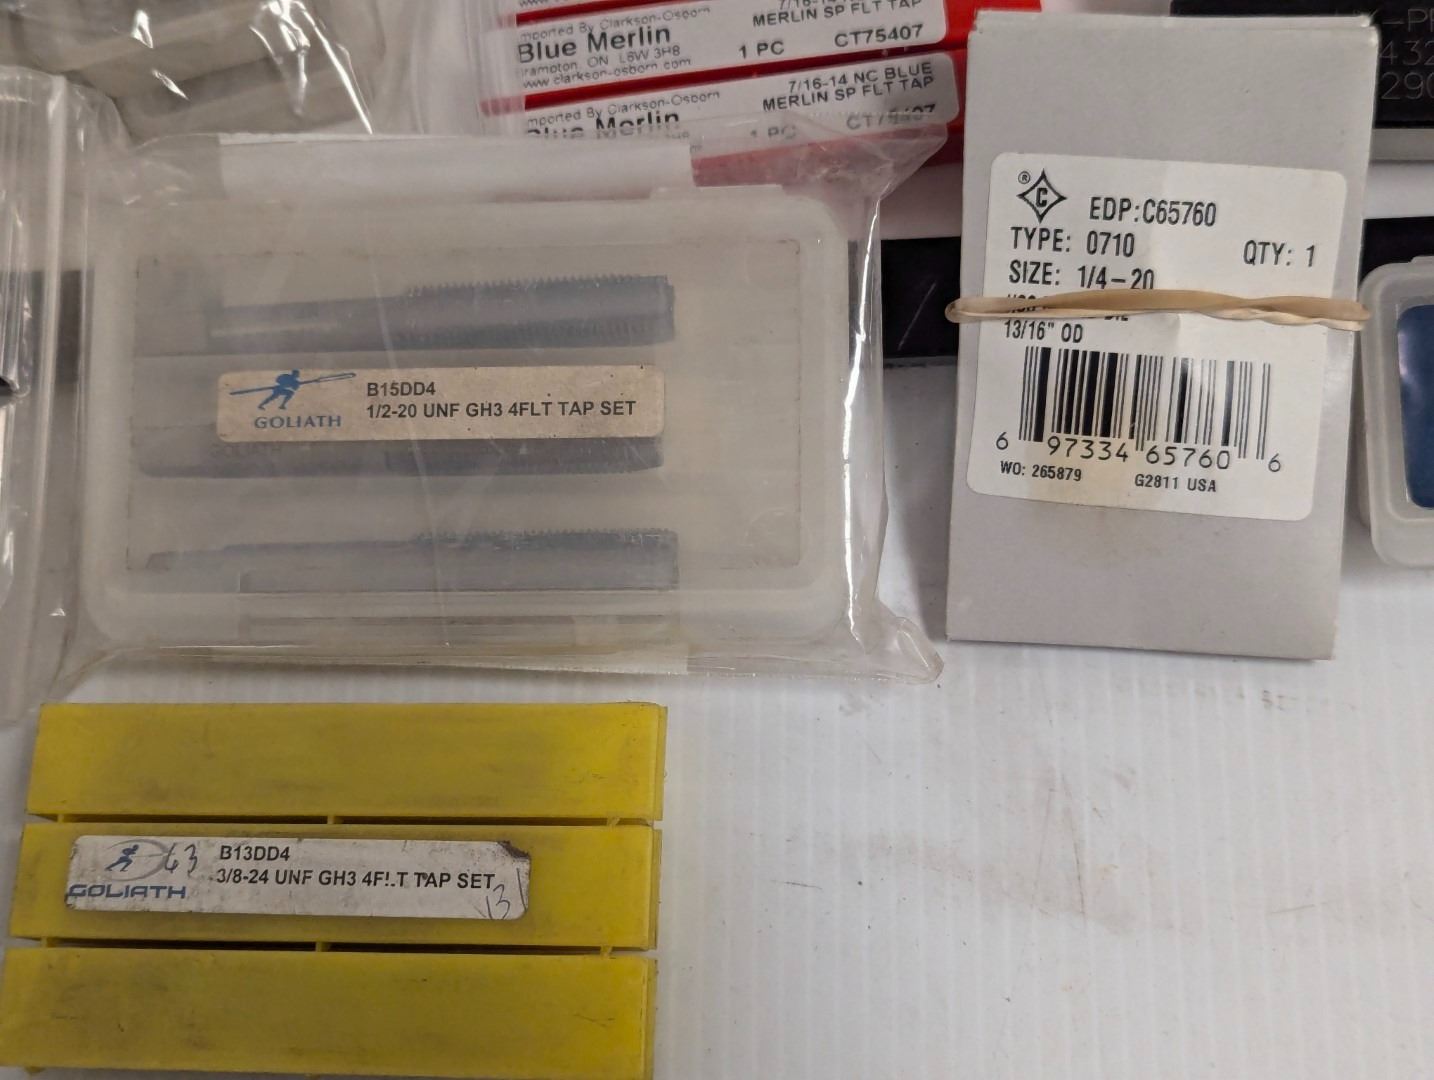 Imported By Clarkson-Osborn
Blue Merlin
Brampton, ON L6W 3H8
www.clarkson-osborn.com
MERLIN SP FLT TAP
1 PC CT75407
Imported By Clarkson-Osborn
Blue Merlin
7/16-14 NC BLUE
MERLIN SP FLT TAP
1 PC CT75407
® C
EDP:C65760
TYPE: 0710 QTY: 1
SIZE: 1/4-20
13/16" OD
6 97334 65760 6
WO: 265879 G2811 USA
GOLIATH
B15DD4
1/2-20 UNF GH3 4FLT TAP SET
GOLIATH
63
B13DD4
3/8-24 UNF GH3 4FLT TAP SET
13